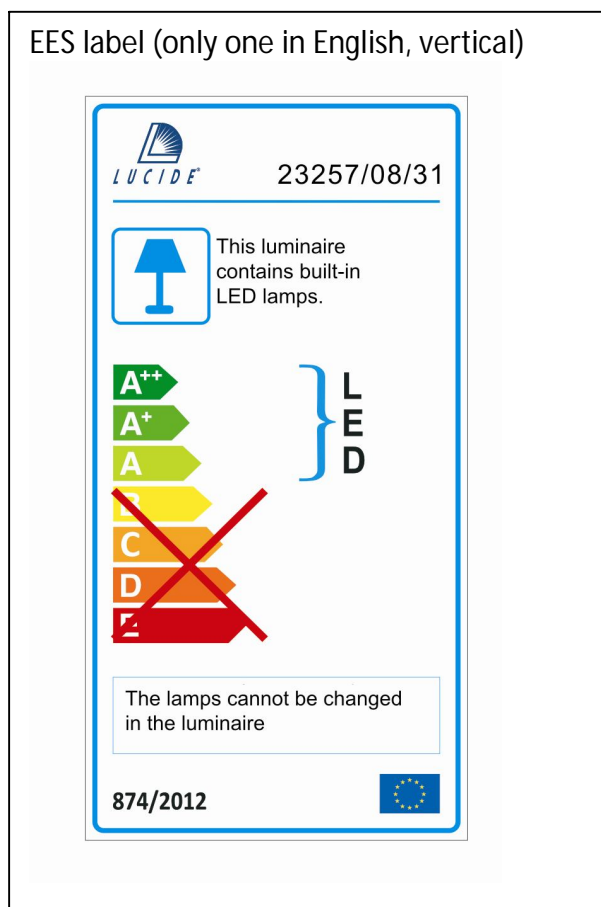 EES label (only one in English, vertical)
LUCIDE®
23257/08/31
This luminaire
contains built-in
LED lamps.
A++
A+
A
B
C
D
E
L
E
D
The lamps cannot be changed
in the luminaire
874/2012